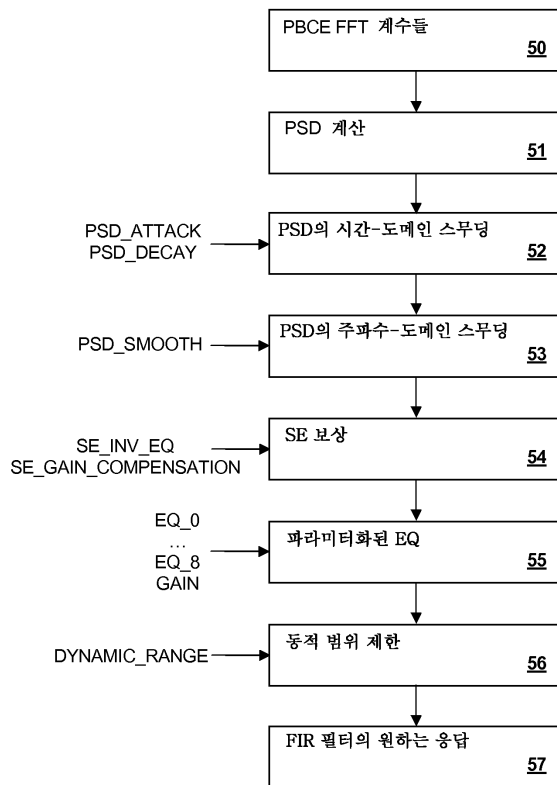 PBCE FFT 계수들
50
PSD 계산
51
PSD_ATTACK
PSD_DECAY
PSD의 시간-도메인 스무딩
52
PSD_SMOOTH
PSD의 주파수-도메인 스무딩
53
SE_INV_EQ
SE_GAIN_COMPENSATION
SE 보상
54
EQ_0
...
EQ_8
GAIN
파라미터화된 EQ
55
DYNAMIC_RANGE
동적 범위 제한
56
FIR 필터의 원하는 응답
57